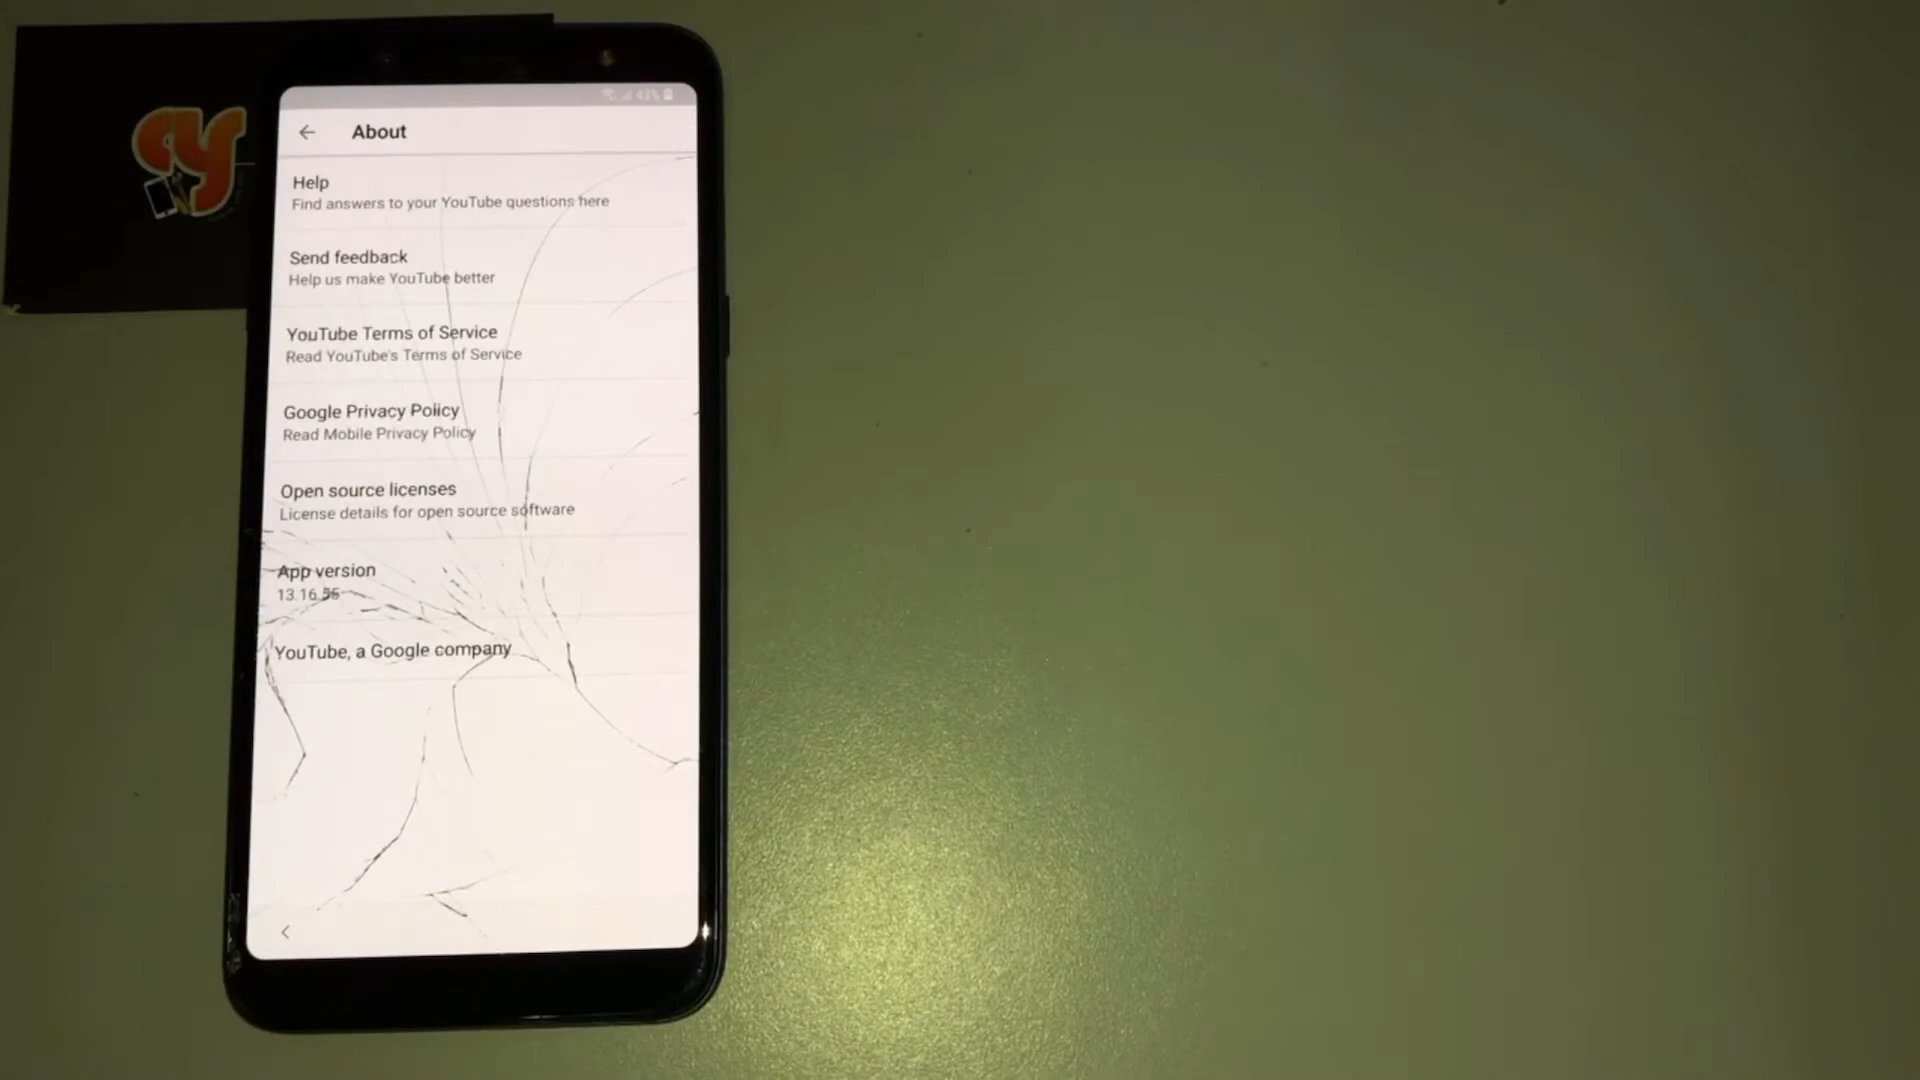 43%
About
Help
Find answers to your YouTube questions here
Send feedback
Help us make YouTube better
YouTube Terms of Service
Read YouTube's Terms of Service
Google Privacy Policy
Read Mobile Privacy Policy
Open source licenses
License details for open source software
App version
13.16.55
YouTube, a Google company